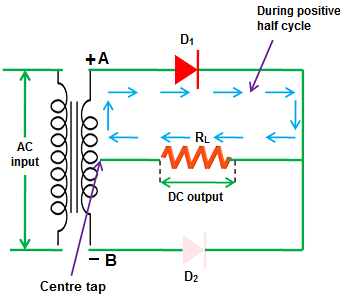 During positive
half cycle
D1
+ A
AC
input
RL
DC output
– B
D2
Centre tap